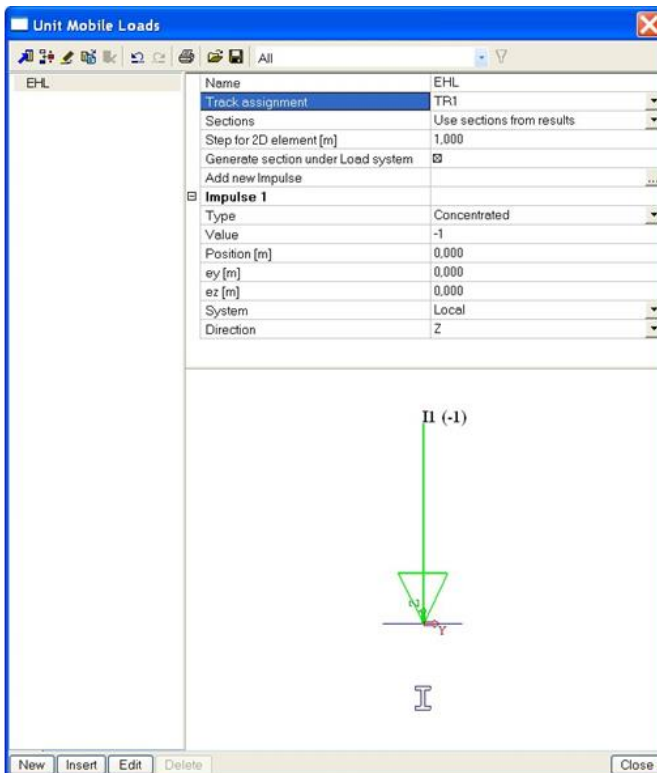 Unit Mobile Loads
All
EHL
Name EHL
Track assignment TR1
Sections Use sections from results
Step for 2D element [m] 1,000
Generate section under Load system
Add new Impulse ...
Impulse 1
Type Concentrated
Value -1
Position [m] 0,000
ey [m] 0,000
ez [m] 0,000
System Local
Direction Z
I1 (-1)
Z
Y
New Insert Edit Delete Close